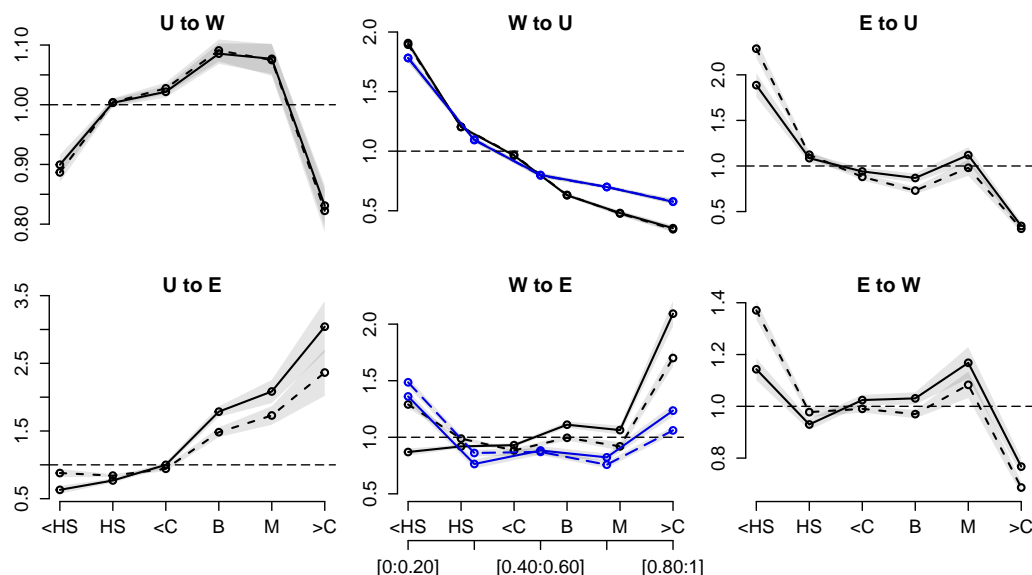 U to W
1.10
1.00
0.90
0.80
W to U
2.0
1.5
1.0
0.5
E to U
2.0
1.5
1.0
0.5
U to E
3.5
2.5
1.5
0.5
<HS HS <C B M >C
W to E
2.0
1.5
1.0
0.5
<HS HS <C B M >C
[0:0.20] [0.40:0.60] [0.80:1]
E to W
1.4
1.2
1.0
0.8
<HS HS <C B M >C